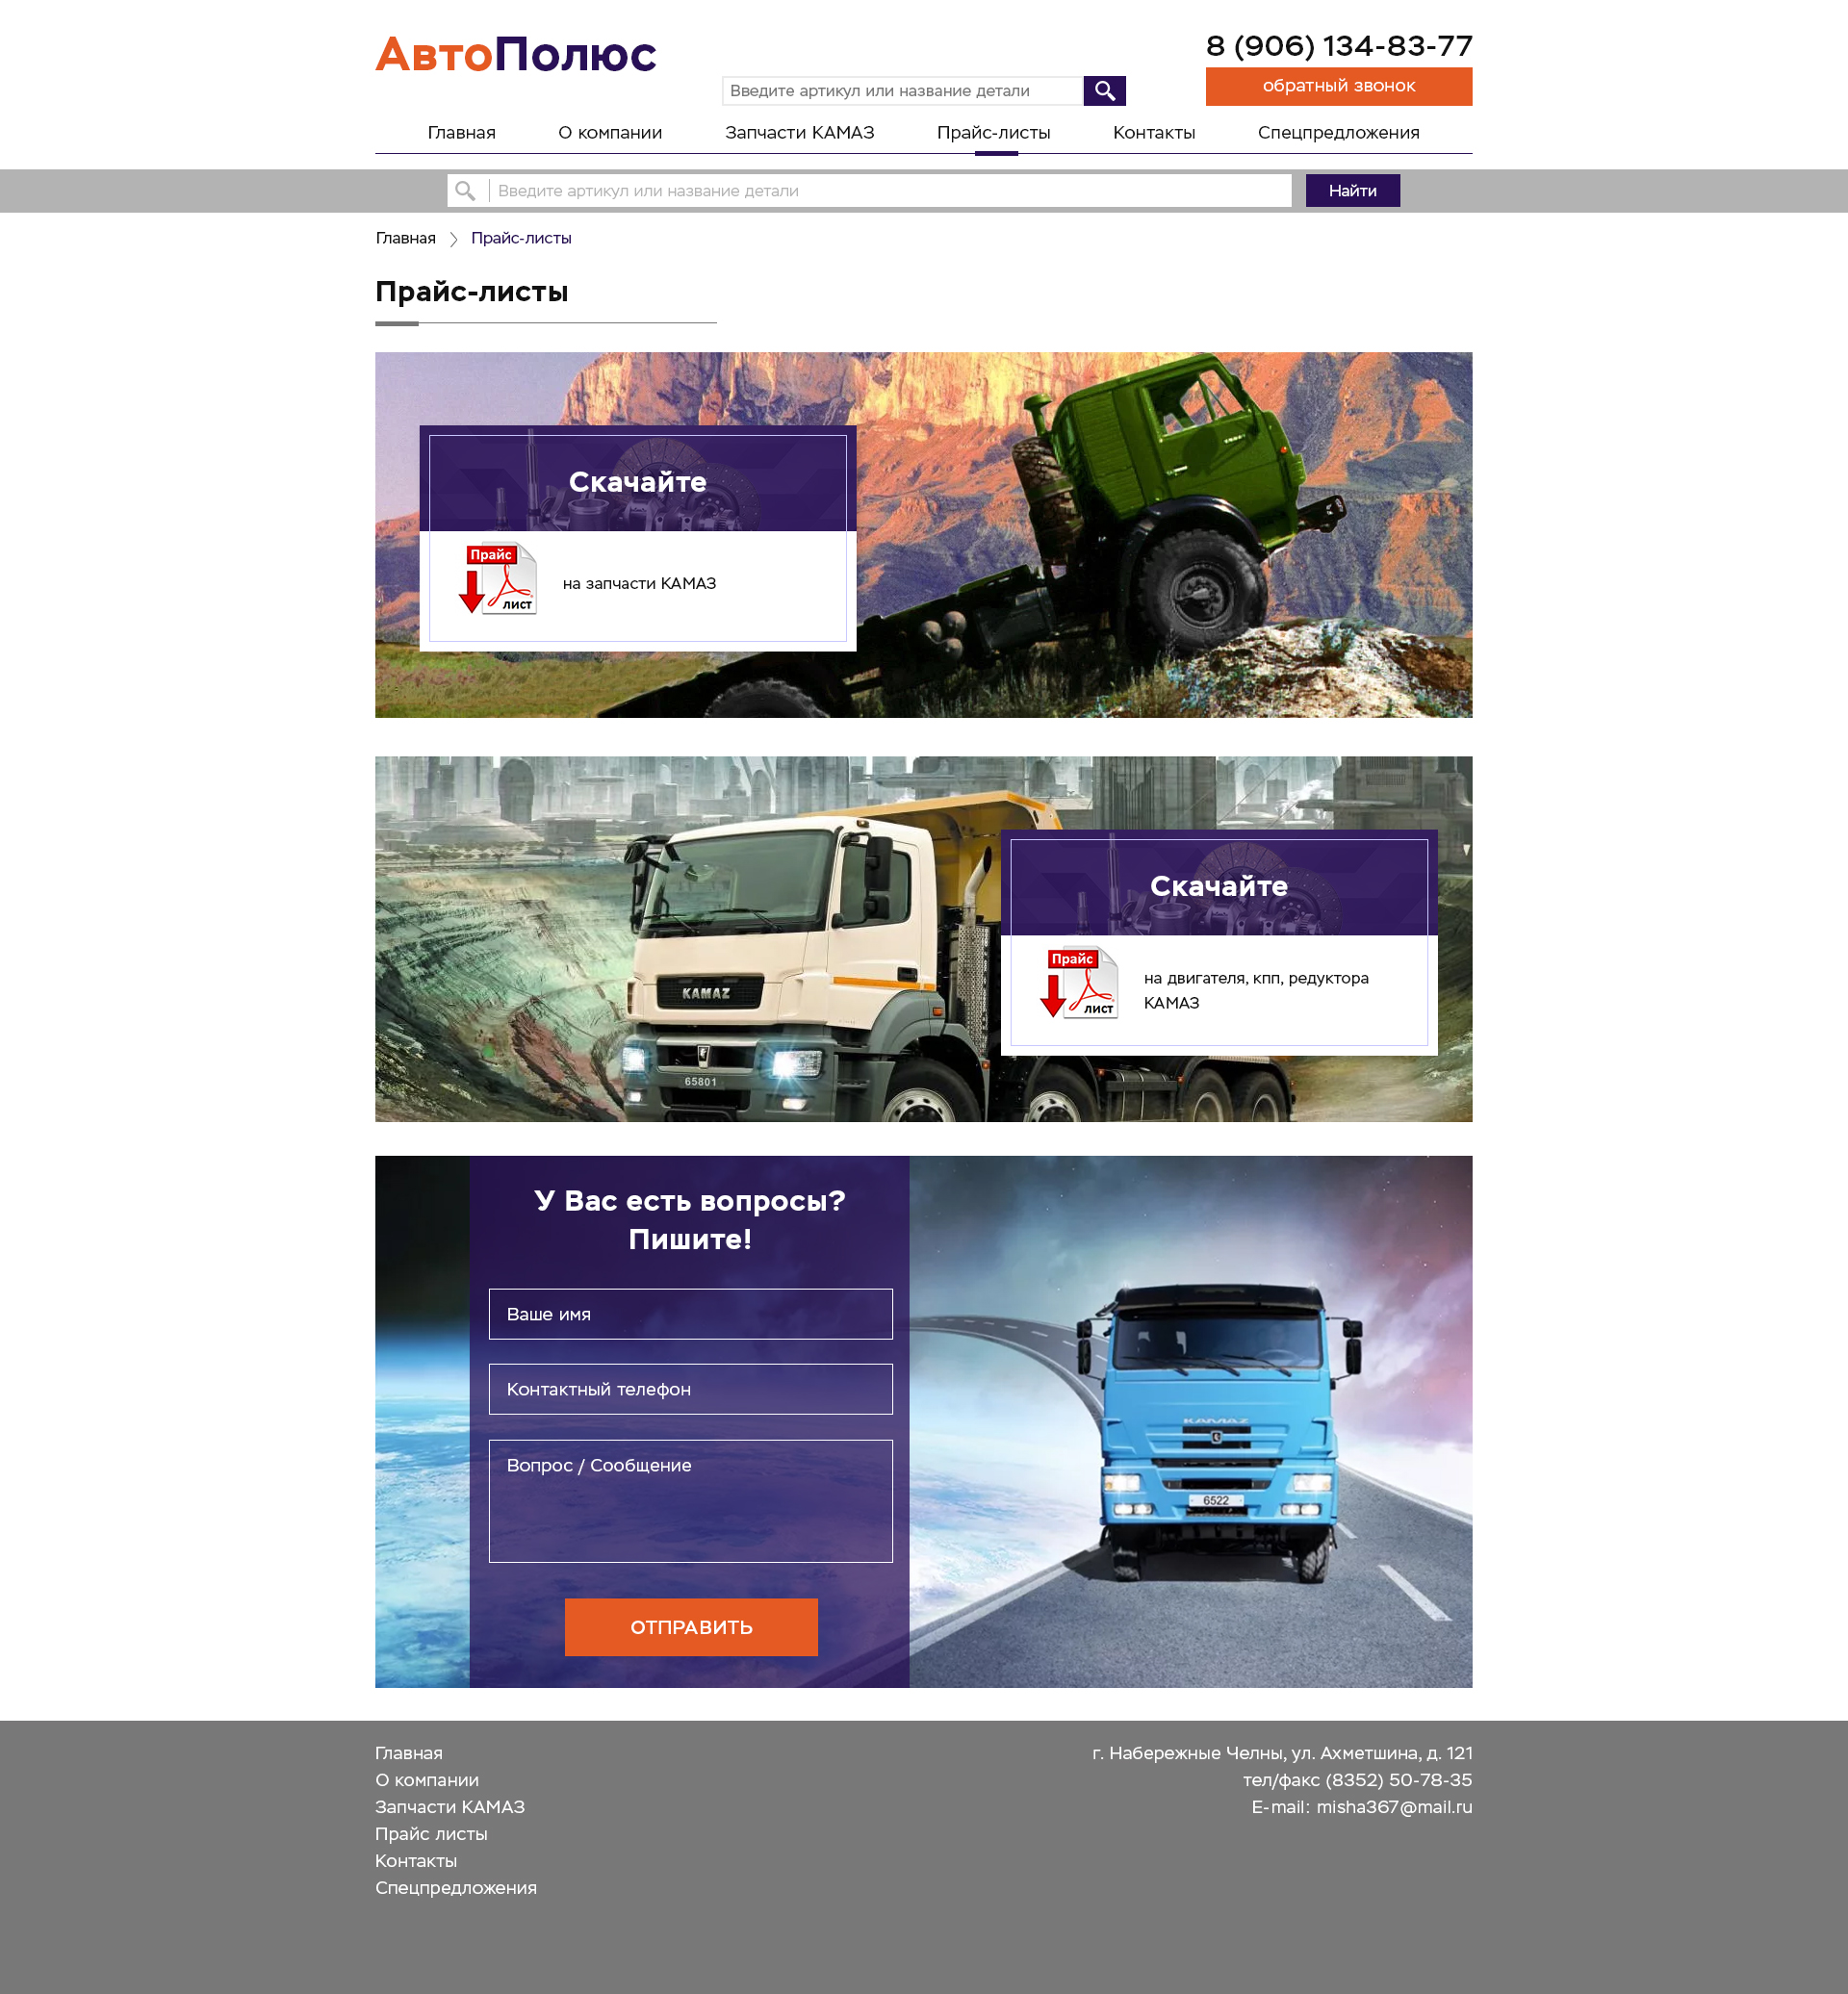 АвтоПолюс
8 (906) 134-83-77
Введите артикул или название детали
обратный звонок
Главная О компании Запчасти КАМАЗ Прайс-листы Контакты Спецпредложения
Введите артикул или название детали Найти
Главная Прайс-листы
Прайс-листы
Скачайте
Прайс
лист
на запчасти КАМАЗ
Скачайте
Прайс
лист
на двигателя, кпп, редуктора
КАМАЗ
KAMAZ
65801
У Вас есть вопросы?
Пишите!
Ваше имя
Контактный телефон
Вопрос / Сообщение
ОТПРАВИТЬ
КАМАZ
6522
Главная
О компании
Запчасти КАМАЗ
Прайс листы
Контакты
Спецпредложения
г. Набережные Челны, ул. Ахметшина, д. 121
тел/факс (8352) 50-78-35
E-mail: misha367@mail.ru